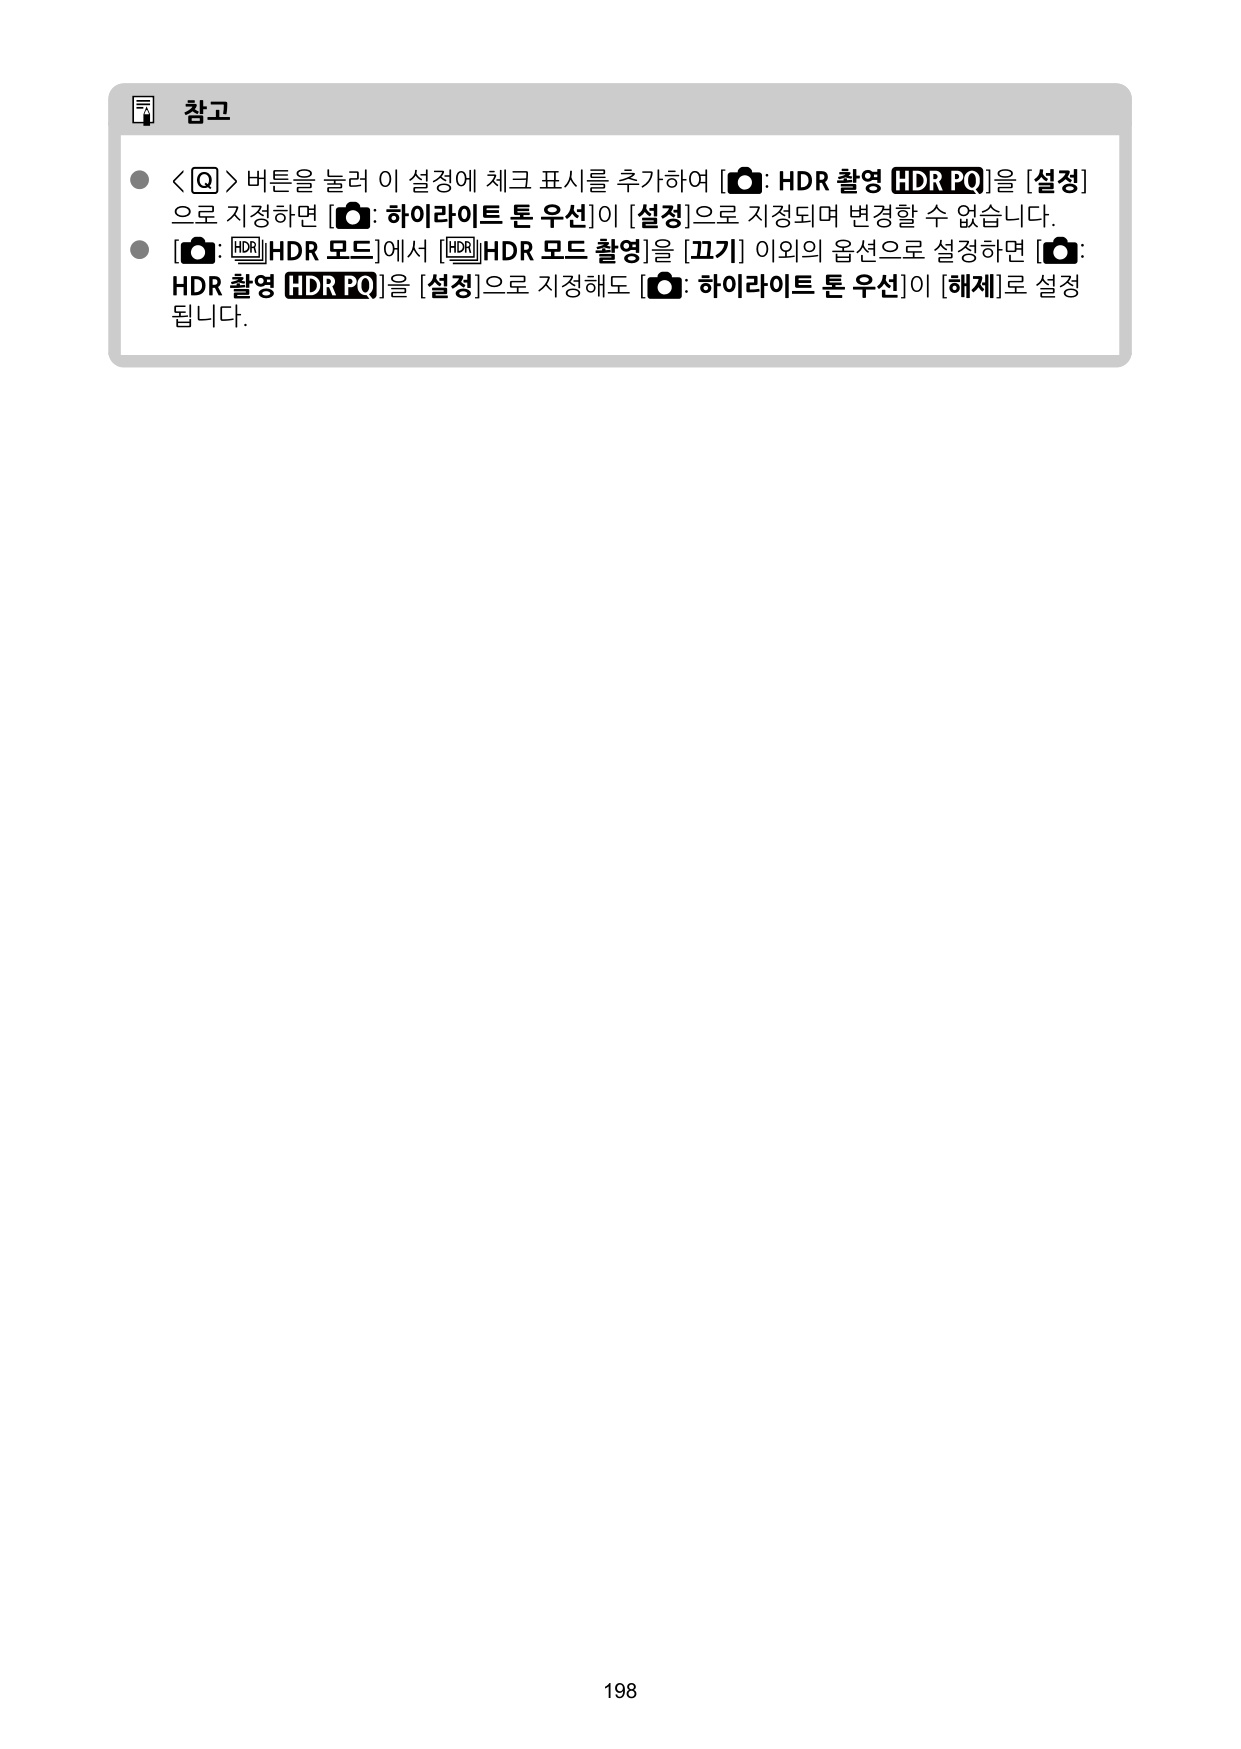 참고
● <Q> 버튼을 눌러 이 설정에 체크 표시를 추가하여 [: HDR 촬영 HDR PQ]을 [설정]
으로 지정하면 [: 하이라이트 톤 우선]이 [설정]으로 지정되며 변경할 수 없습니다.
● [: HDR HDR 모드]에서 [HDR HDR 모드 촬영]을 [끄기] 이외의 옵션으로 설정하면 [:
HDR 촬영 HDR PQ]을 [설정]으로 지정해도 [: 하이라이트 톤 우선]이 [해제]로 설정
됩니다.
198